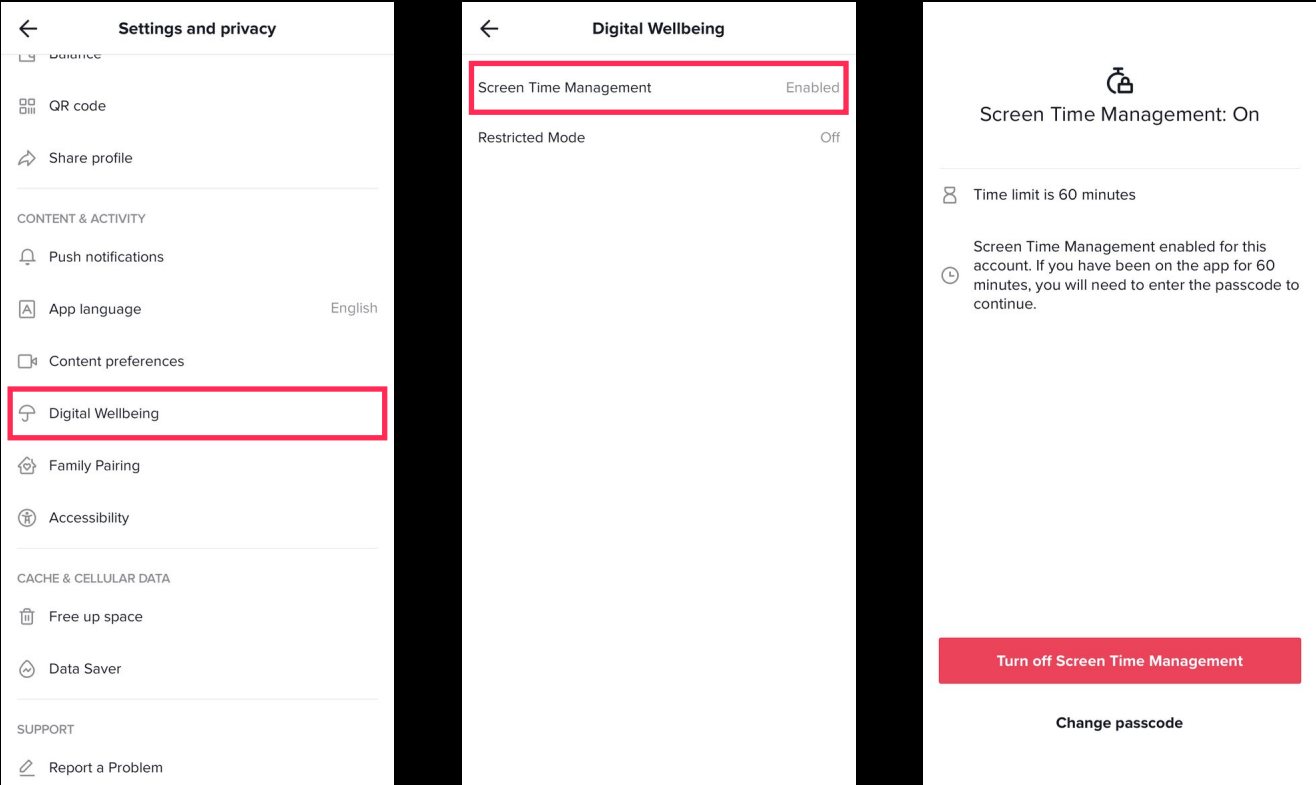 Settings and privacy
Balance
QR code
Share profile
CONTENT & ACTIVITY
Push notifications
App language English
Content preferences
Digital Wellbeing
Family Pairing
Accessibility
CACHE & CELLULAR DATA
Free up space
Data Saver
SUPPORT
Report a Problem
Digital Wellbeing
Screen Time Management Enabled
Restricted Mode Off
Screen Time Management: On
Time limit is 60 minutes
Screen Time Management enabled for this
account. If you have been on the app for 60
minutes, you will need to enter the passcode to
continue.
Turn off Screen Time Management
Change passcode